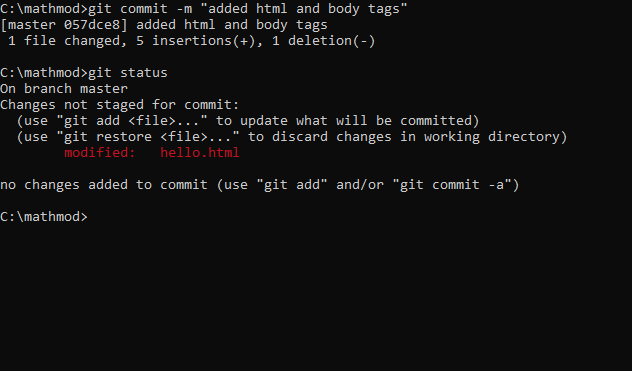 C:\mathmod>git commit -m "added html and body tags"
[master 057dce8] added html and body tags
 1 file changed, 5 insertions(+), 1 deletion(-)
C:\mathmod>git status
On branch master
Changes not staged for commit:
  (use "git add <file>..." to update what will be committed)
  (use "git restore <file>..." to discard changes in working directory)
        modified:   hello.html
no changes added to commit (use "git add" and/or "git commit -a")
C:\mathmod>